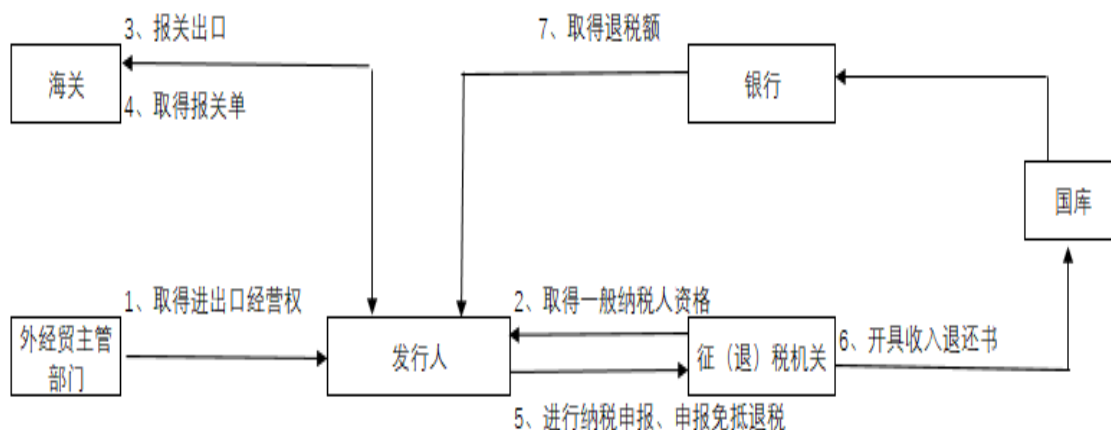 3、报关出口
7、取得退税额
海关
银行
4、取得报关单
国库
1、取得进出口经营权
2、取得一般纳税人资格
外经贸主管
部门
发行人
征（退）税机关
6、开具收入退还书
5、进行纳税申报、申报免抵退税